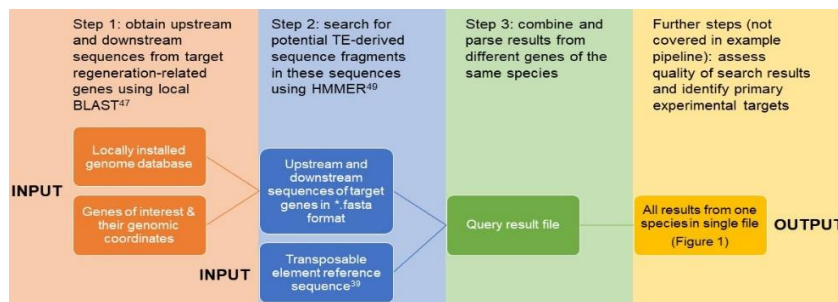 Step 1: obtain upstream
and downstream
sequences from target
regeneration-related
genes using local
BLAST⁴⁷
Step 2: search for
potential TE-derived
sequence fragments
in these sequences
using HMMER⁴⁹
Step 3: combine and
parse results from
different genes of the
same species
Further steps (not
covered in example
pipeline): assess
quality of search results
and identify primary
experimental targets
INPUT
Locally installed
genome database
Genes of interest &
their genomic
coordinates
Upstream and
downstream
sequences of target
genes in *.fasta
format
INPUT
Transposable
element reference
sequence³⁹
Query result file
All results from one
species in single file
(Figure 1)
OUTPUT